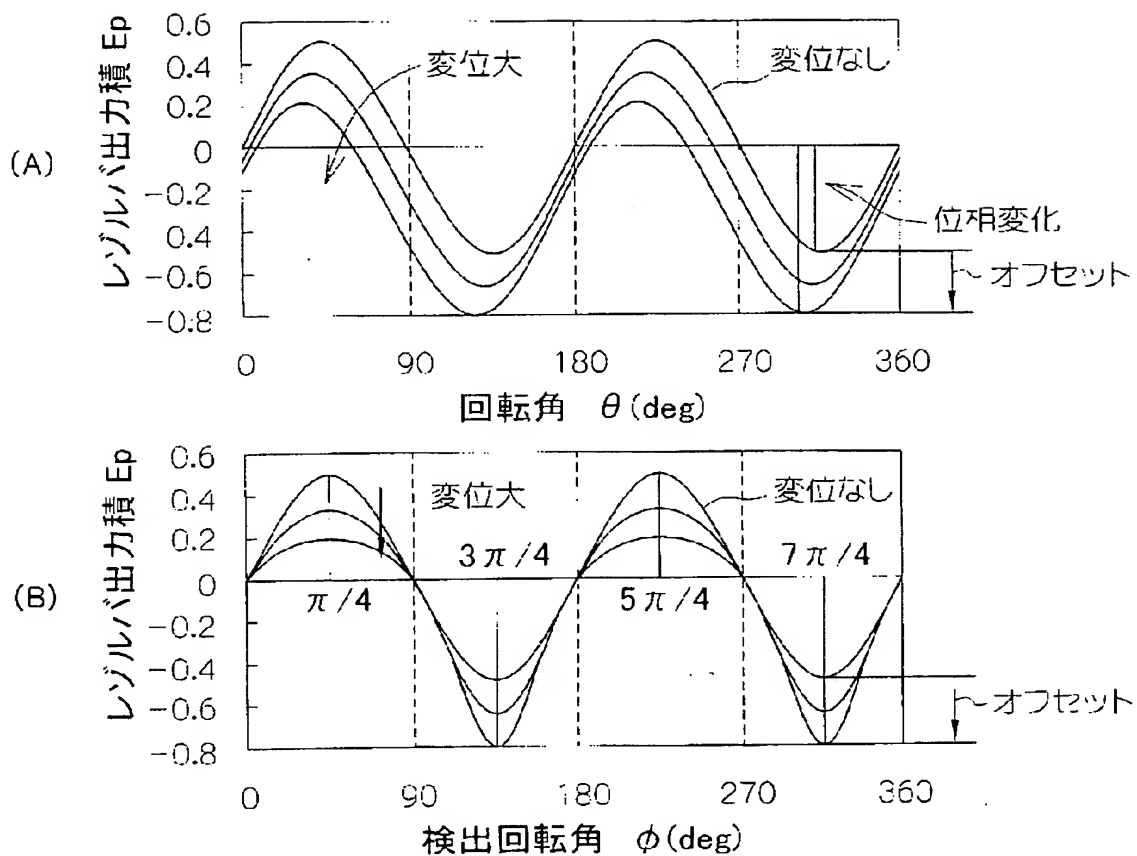 (A)
レゾルバ出力積 Ep
0.6
0.4
0.2
0
−0.2
0.4
−0.6
−0.8
変位大
変位なし
位相変化
オフセット
0 90 180 270 360
回転角 θ(deg)
(B)
レゾルバ出力積 Ep
0.6
0.4
0.2
0
−0.2
−0.4
−0.6
−0.8
変位大
変位なし
π/4
3π/4
5π/4
7π/4
オフセット
0 90 180 270 360
検出回転角 φ(deg)